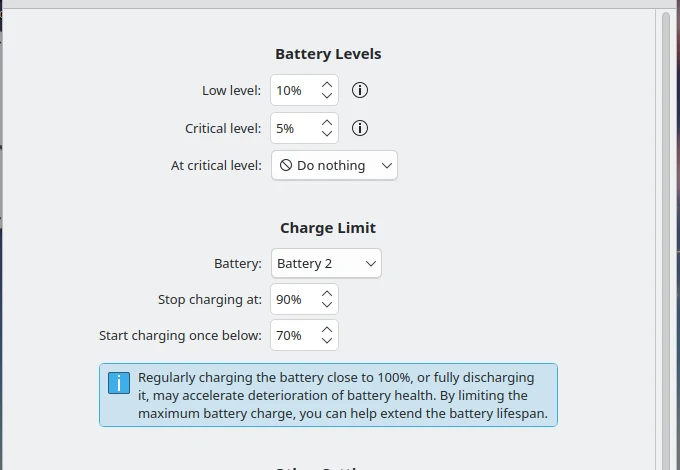 Battery Levels
Low level: 10%
Critical level: 5%
At critical level: Do nothing
Charge Limit
Battery: Battery 2
Stop charging at: 90%
Start charging once below: 70%
Regularly charging the battery close to 100%, or fully discharging
it, may accelerate deterioration of battery health. By limiting the
maximum battery charge, you can help extend the battery lifespan.